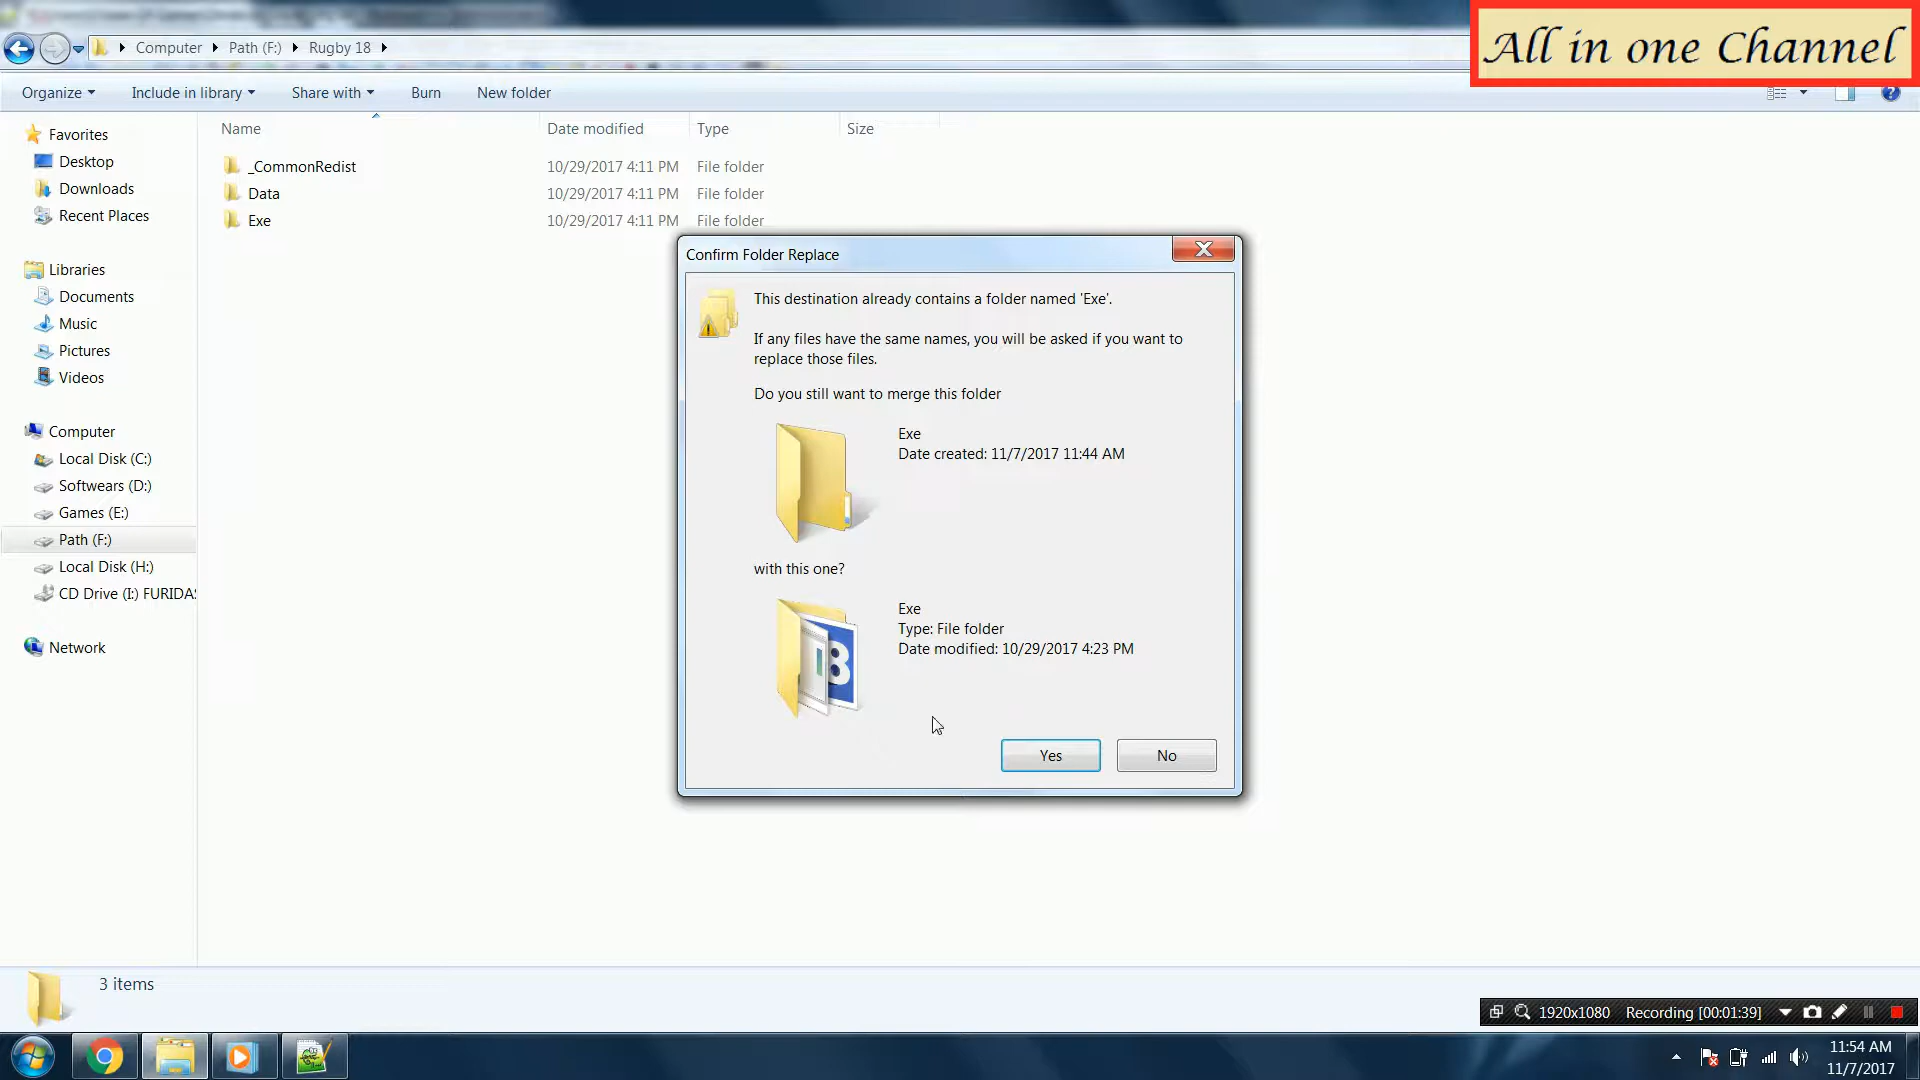 All in one Channel
Computer Path (F:) Rugby 18
Organize Include in library Share with Burn New folder
Name Date modified Type Size
Favorites
Desktop
Downloads
Recent Places
Libraries
Documents
Music
Pictures
Videos
Computer
Local Disk (C:)
Softwears (D:)
Games (E:)
Path (F:)
Local Disk (H:)
CD Drive (I:) FURIDAS
Network
_CommonRedist 10/29/2017 4:11 PM File folder
Data 10/29/2017 4:11 PM File folder
Exe 10/29/2017 4:11 PM File folder
Confirm Folder Replace
This destination already contains a folder named 'Exe'.
If any files have the same names, you will be asked if you want to
replace those files.
Do you still want to merge this folder
Exe
Date created: 11/7/2017 11:44 AM
with this one?
Exe
Type: File folder
Date modified: 10/29/2017 4:23 PM
Yes No
3 items
1920x1080 Recording [00:01:39]
11:54 AM
11/7/2017